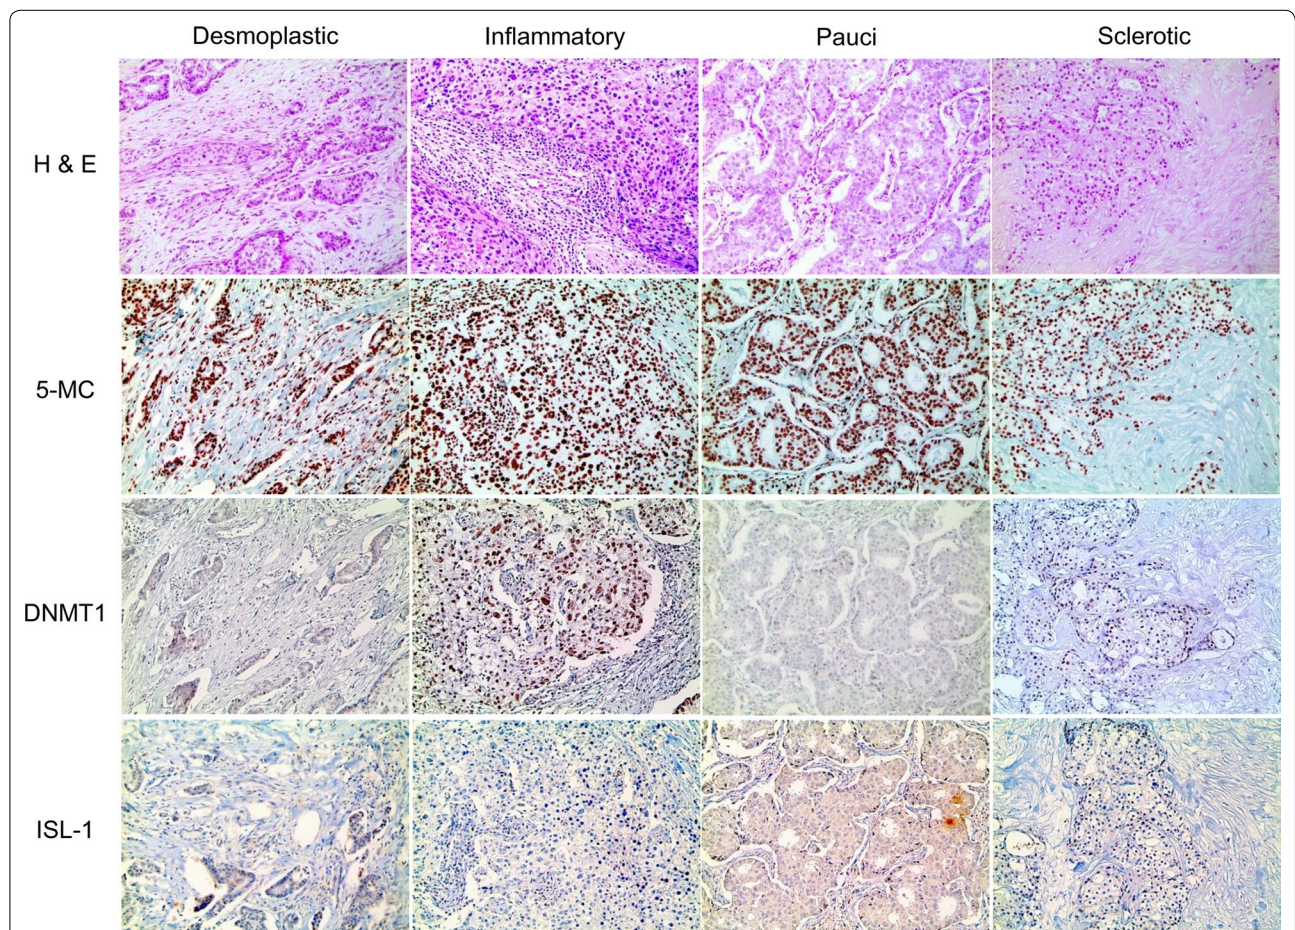 Desmoplastic Inflammatory Pauci Sclerotic
H & E
5-MC
DNMT1
ISL-1